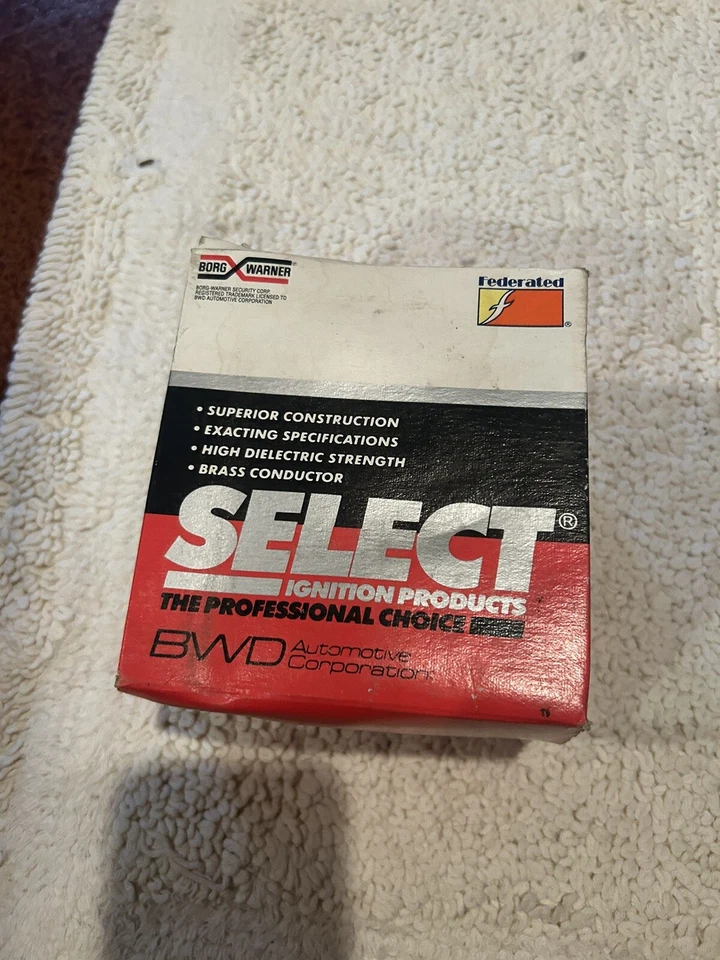 BORG WARNER ®
BORG-WARNER SECURITY CORP.
REGISTERED TRADEMARK LICENSED TO
BWD AUTOMOTIVE CORPORATION
Federated
f ®
• SUPERIOR CONSTRUCTION
• EXACTING SPECIFICATIONS
• HIGH DIELECTRIC STRENGTH
• BRASS CONDUCTOR
SELECT®
IGNITION PRODUCTS
THE PROFESSIONAL CHOICE
BWD Automotive
Corporation